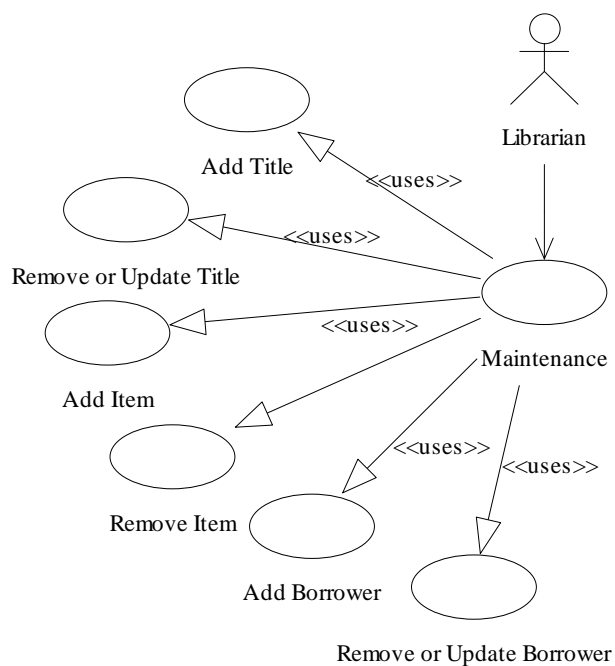 Librarian
Add Title
<<uses>>
<<uses>>
Remove or Update Title
<<uses>>
Maintenance
Add Item
<<uses>>
<<uses>>
Remove Item
Add Borrower
Remove or Update Borrower